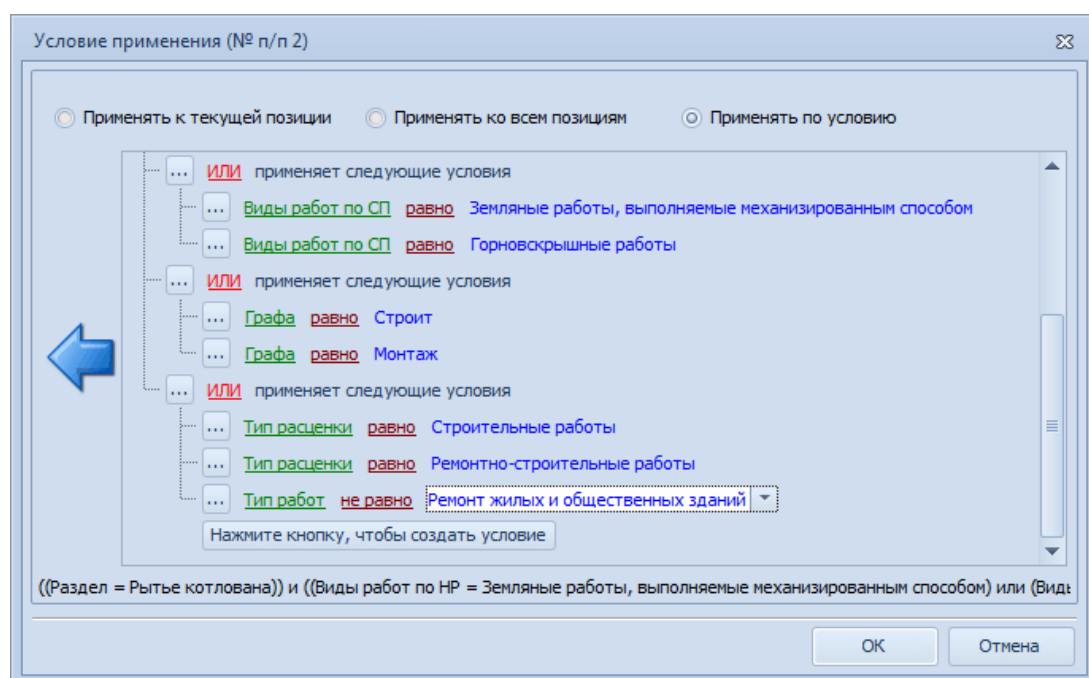 Условие применения (№ п/п 2)
Применять к текущей позиции Применять ко всем позициям Применять по условию
... ИЛИ применяет следующие условия
... Виды работ по СП равно Земляные работы, выполняемые механизированным способом
... Виды работ по СП равно Горновскрышные работы
... ИЛИ применяет следующие условия
... Графа равно Строит
... Графа равно Монтаж
... ИЛИ применяет следующие условия
... Тип расценки равно Строительные работы
... Тип расценки равно Ремонтно-строительные работы
... Тип работ не равно Ремонт жилых и общественных зданий
Нажмите кнопку, чтобы создать условие
((Раздел = Рытье котлована)) и ((Виды работ по НР = Земляные работы, выполняемые механизированным способом) или (Виды
OK Отмена